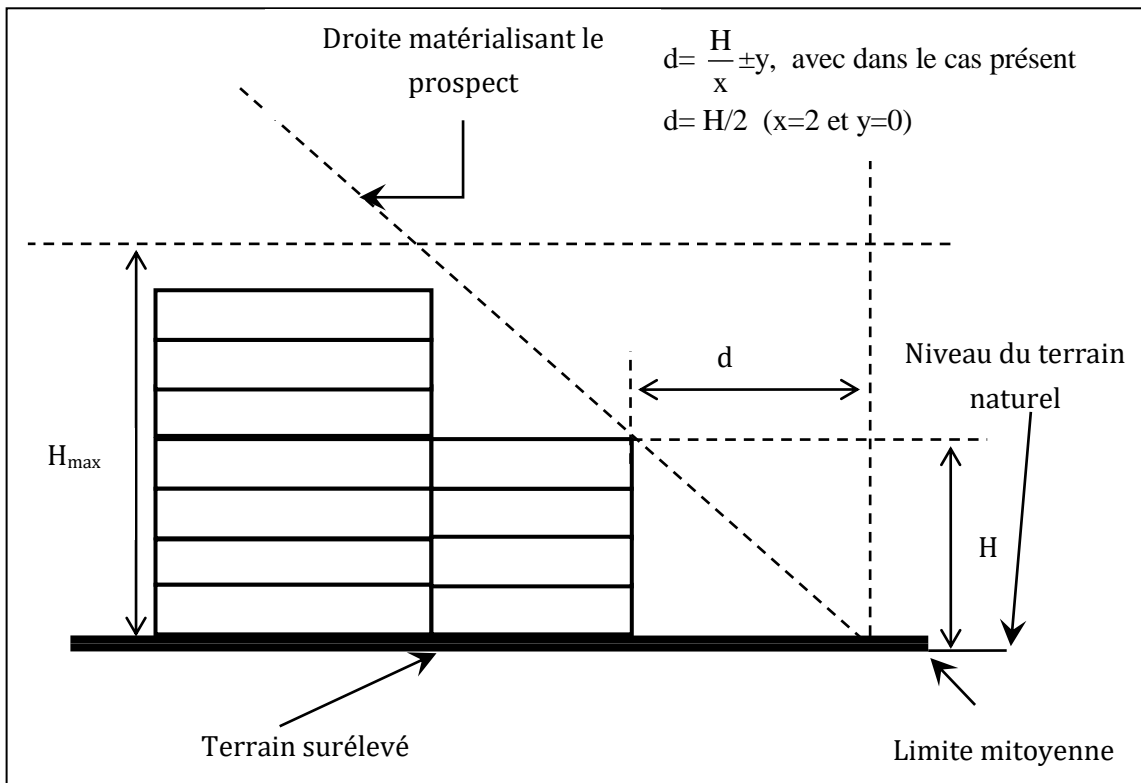 Droite matérialisant le
prospect
d= H/x ±y, avec dans le cas présent
d= H/2 (x=2 et y=0)
d
Niveau du terrain
naturel
Hmax
H
Terrain surélevé
Limite mitoyenne